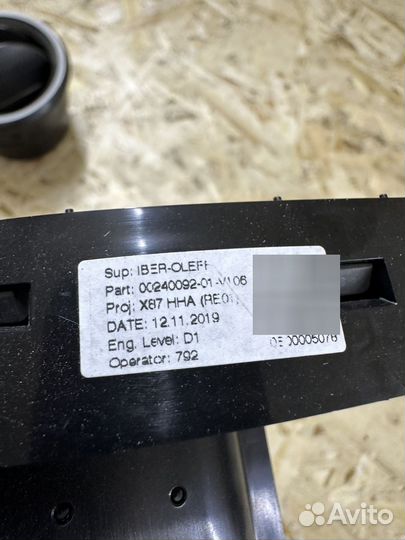 Sup: IBER-OLEFF
Part: 00240092-01-V106
Proj: X87 HHA (RE01)
DATE: 12.11.2019
Eng. Level: D1
Operator: 792
00005076
Avito